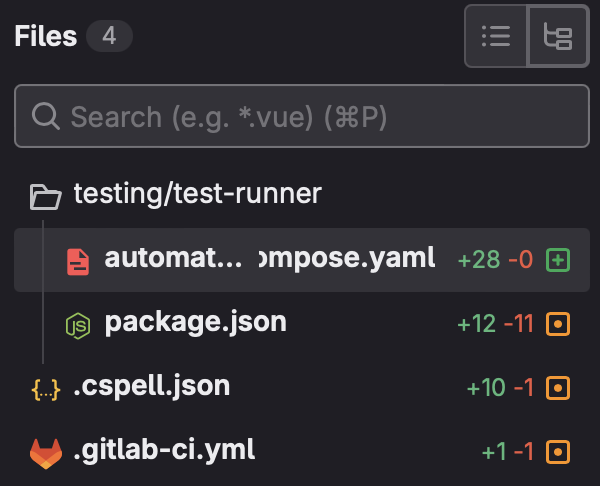 Files 4
Search (e.g. *.vue) (⌘P)
testing/test-runner
automat... ompose.yaml +28 -0
package.json +12 -11
.cspell.json +10 -1
.gitlab-ci.yml +1 -1